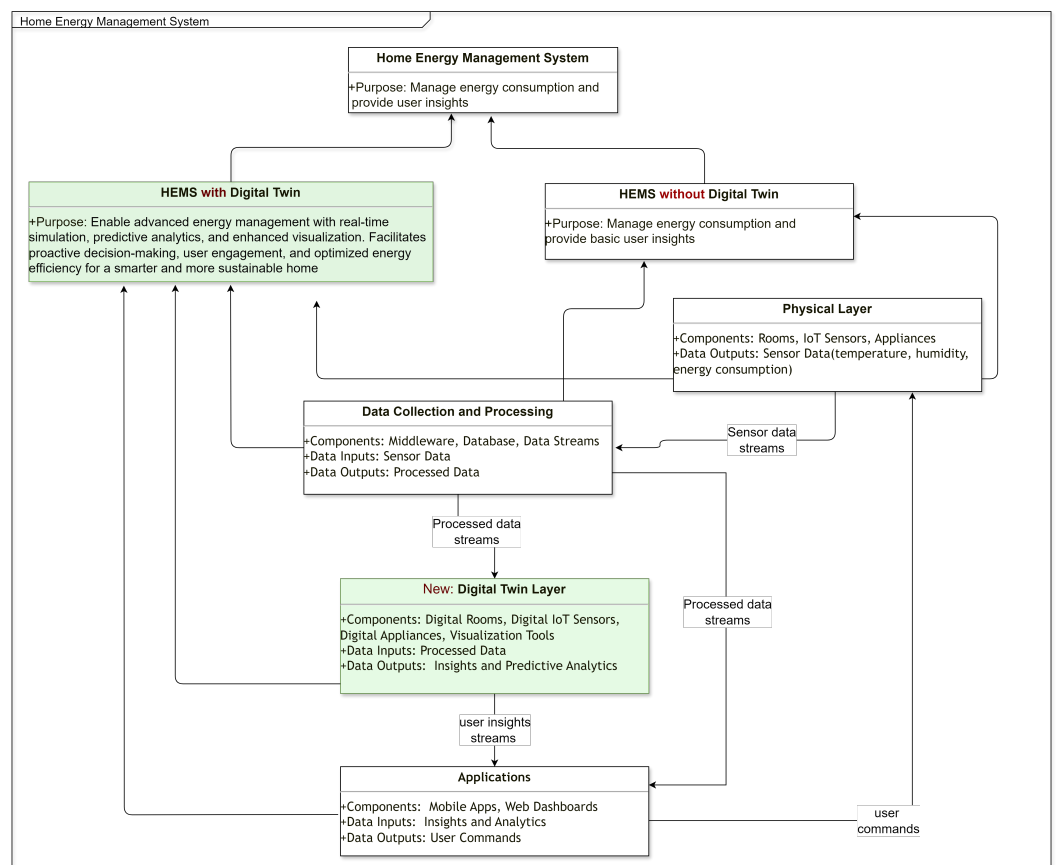 Home Energy Management System
Home Energy Management System
+Purpose: Manage energy consumption and
provide user insights
HEMS with Digital Twin
+Purpose: Enable advanced energy management with real-time
simulation, predictive analytics, and enhanced visualization. Facilitates
proactive decision-making, user engagement, and optimized energy
efficiency for a smarter and more sustainable home
HEMS without Digital Twin
+Purpose: Manage energy consumption and
provide basic user insights
Physical Layer
+Components: Rooms, IoT Sensors, Appliances
+Data Outputs: Sensor Data(temperature, humidity,
energy consumption)
Data Collection and Processing
+Components: Middleware, Database, Data Streams
+Data Inputs: Sensor Data
+Data Outputs: Processed Data
Sensor data
streams
Processed data
streams
New: Digital Twin Layer
+Components: Digital Rooms, Digital IoT Sensors,
Digital Appliances, Visualization Tools
+Data Inputs: Processed Data
+Data Outputs: Insights and Predictive Analytics
Processed data
streams
user insights
streams
Applications
+Components: Mobile Apps, Web Dashboards
+Data Inputs: Insights and Analytics
+Data Outputs: User Commands
user
commands